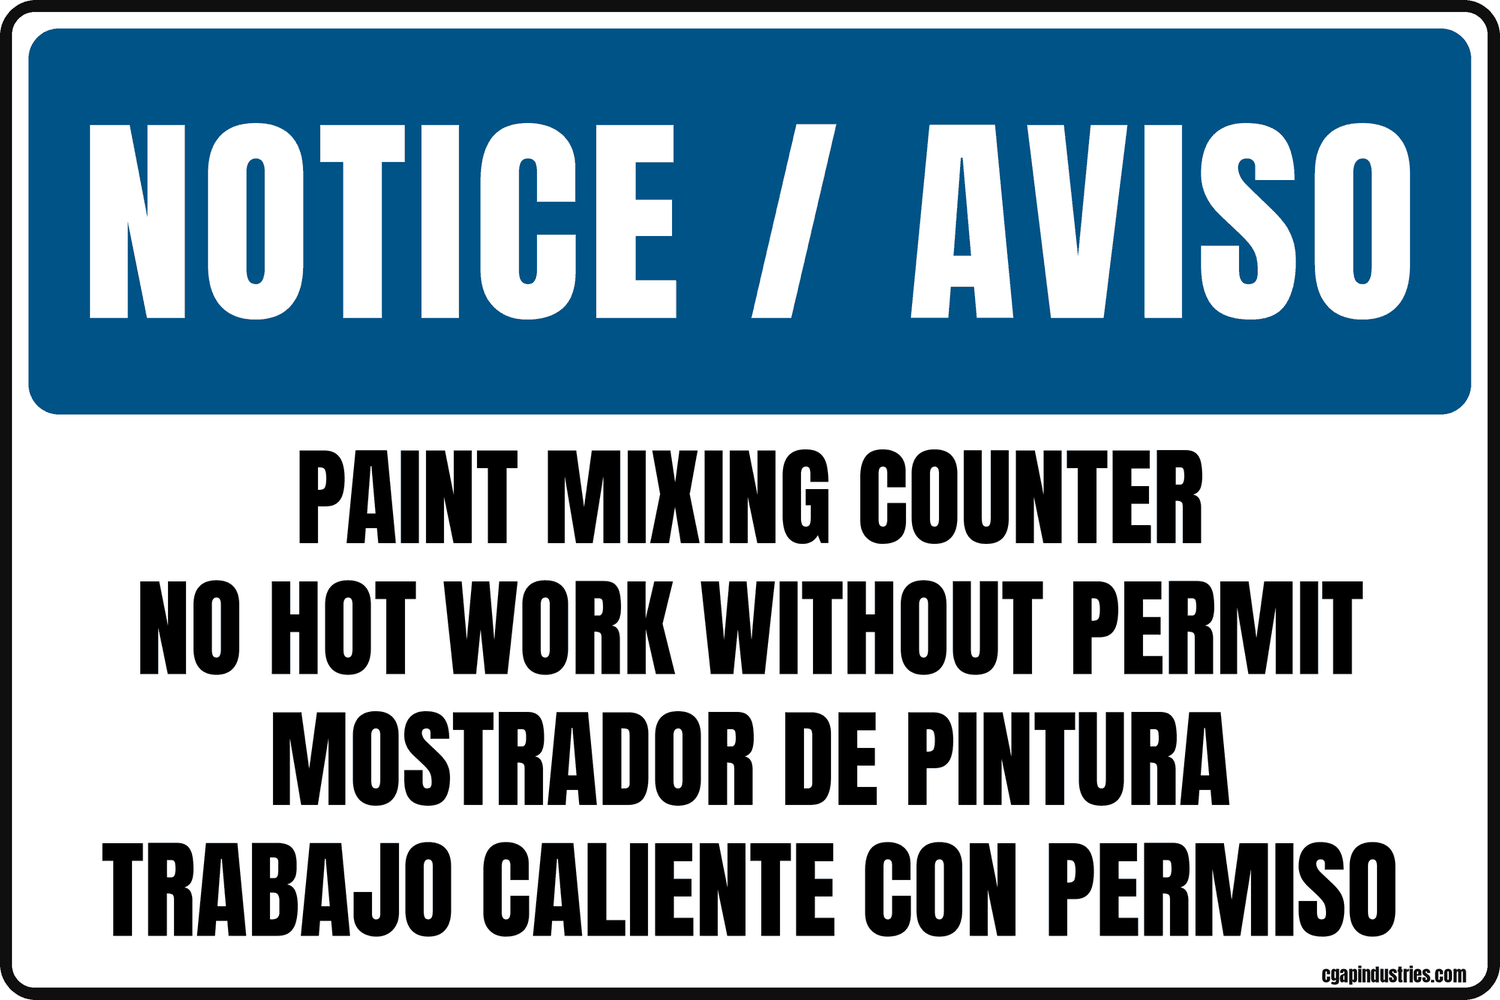 NOTICE / AVISO
PAINT MIXING COUNTER
NO HOT WORK WITHOUT PERMIT
MOSTRADOR DE PINTURA
TRABAJO CALIENTE CON PERMISO
cgapindustries.com